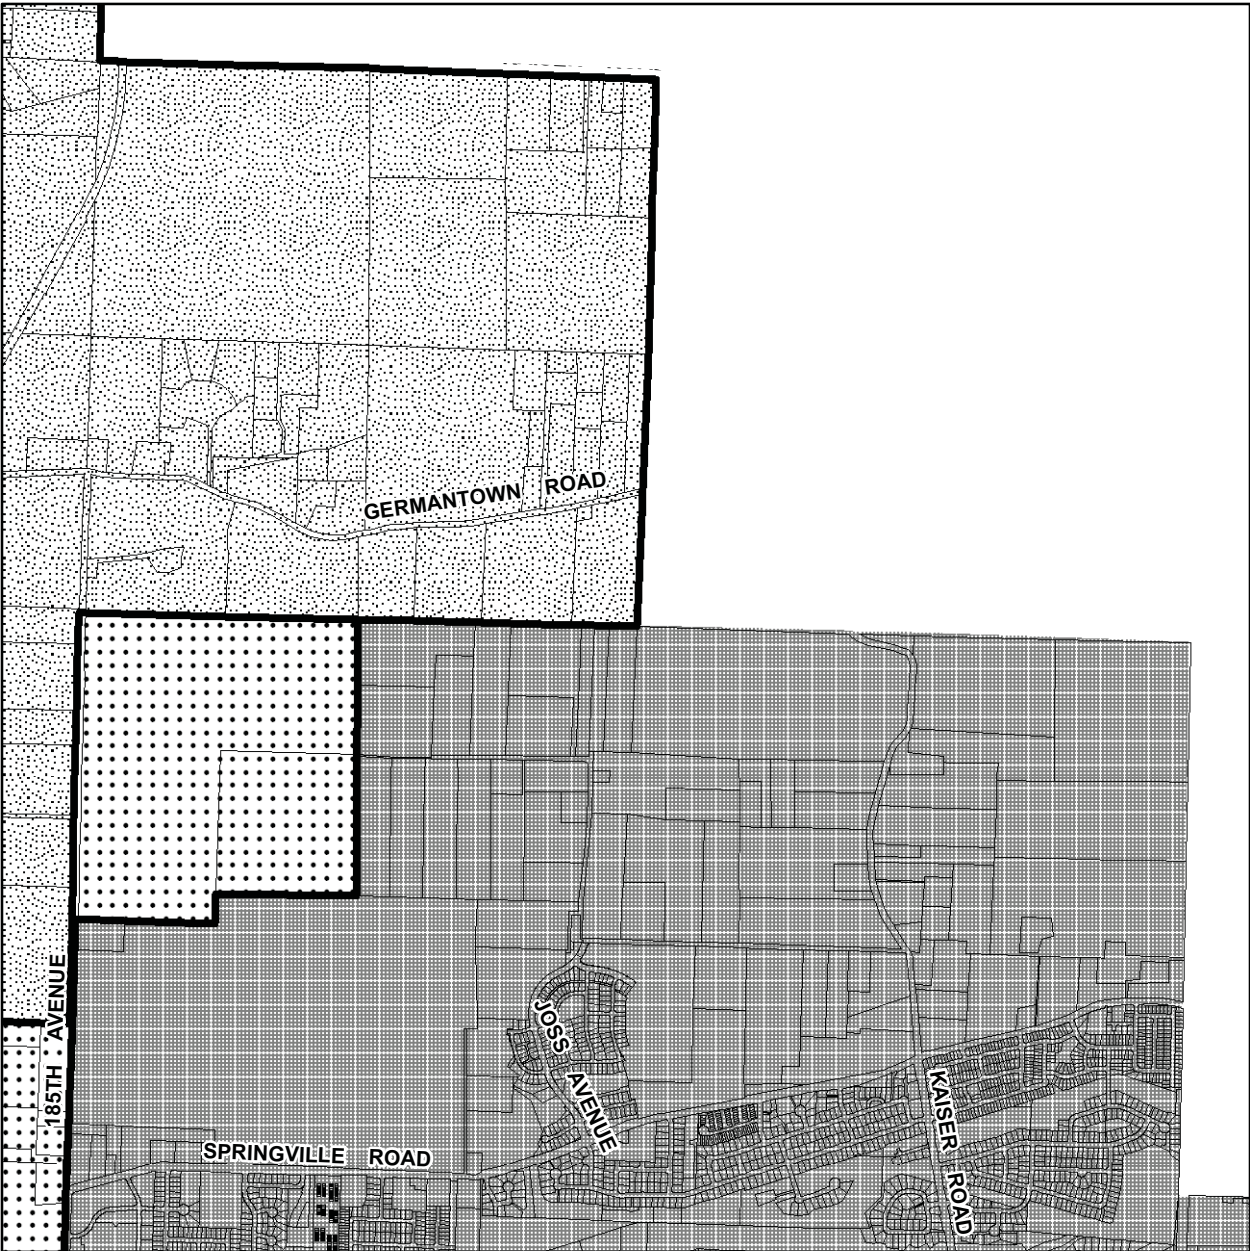 GERMANTOWN ROAD
185TH AVENUE
JOSS AVENUE
KAISER ROAD
SPRINGVILLE ROAD